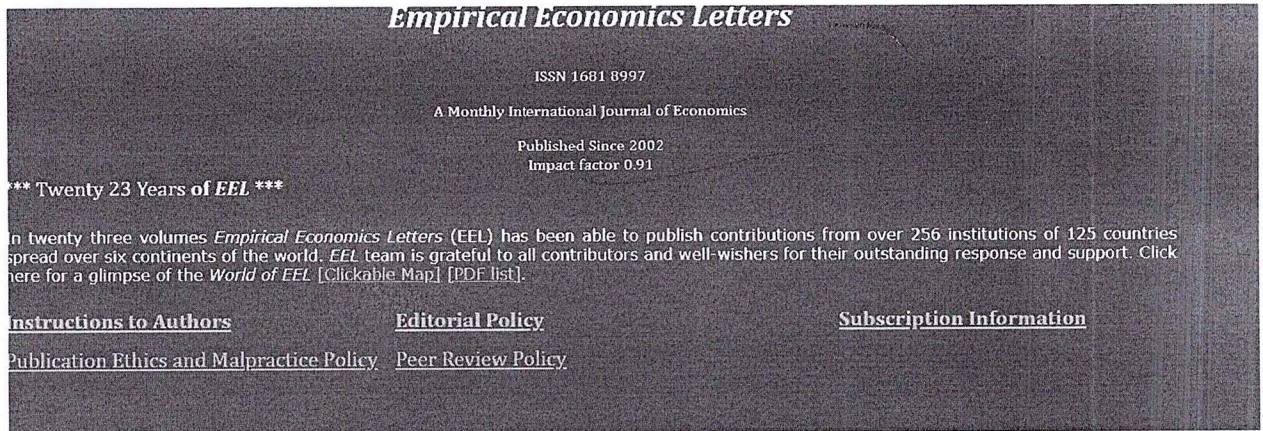 Empirical Economics Letters
ISSN 1681 8997
A Monthly International Journal of Economics
Published Since 2002
Impact factor 0.91
*** Twenty 23 Years of EEL ***
In twenty three volumes Empirical Economics Letters (EEL) has been able to publish contributions from over 256 institutions of 125 countries
spread over six continents of the world. EEL team is grateful to all contributors and well-wishers for their outstanding response and support. Click
here for a glimpse of the World of EEL [Clickable Map] [PDF list].
Instructions to Authors Editorial Policy Subscription Information
Publication Ethics and Malpractice Policy Peer Review Policy